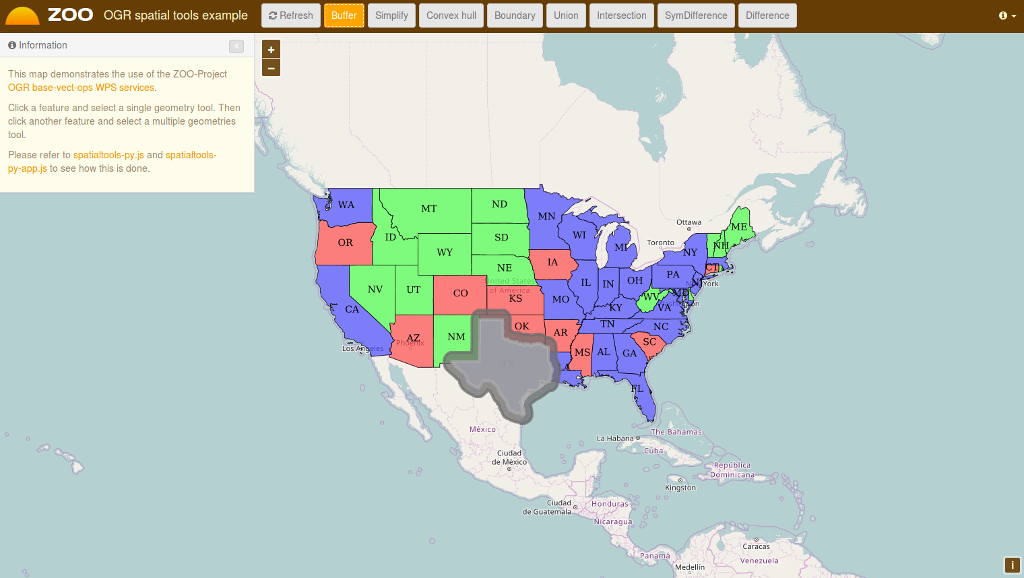 ZOO OGR spatial tools example Refresh Buffer Simplify Convex hull Boundary Union Intersection SymDifference Difference
Information
This map demonstrates the use of the ZOO-Project
OGR base-vect-ops WPS services.
Click a feature and select a single geometry tool. Then
click another feature and select a multiple geometries
tool.
Please refer to spatialtools-py.js and spatialtools-
py-app.js to see how this is done.
+
−
WA
MT
ND
MN
OR
ID
SD
WI
MI
Ottawa
Toronto
ME
NH
NY
WY
IA
NE
CT
York
United States
of America
NV
UT
CO
KS
IL
IN
OH
PA
NJ
MO
WV
VA
KY
CA
AZ
Phoenix
NM
OK
AR
TN
NC
SC
Los Angeles
MS
AL
GA
FL
México
Ciudad
de México
La Habana
The Bahamas
Cuba
República
Dominicana
Kingston
Ciudad
de Guatemala
Honduras
Nicaragua
Panamá
Caracas
Venezuela
Medellín
i